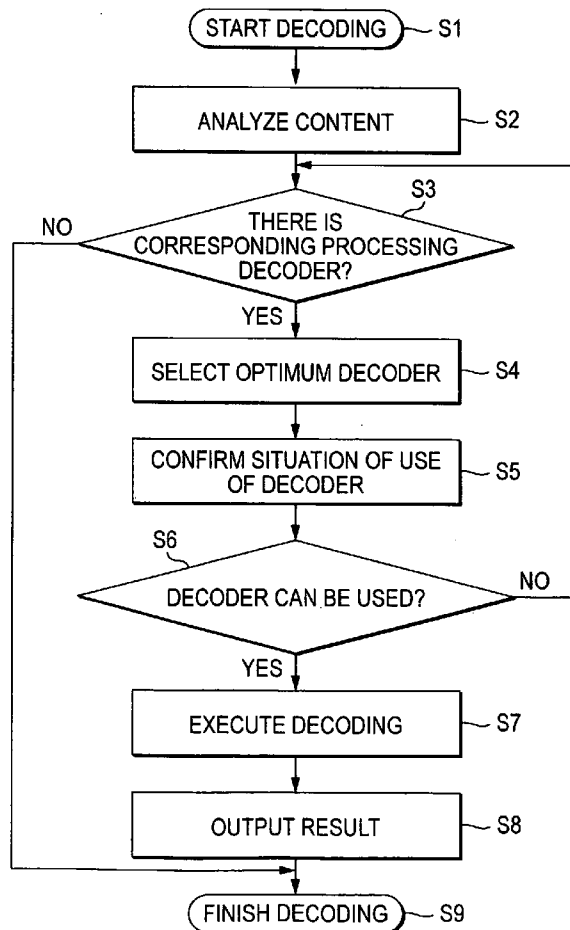 START DECODING
S1
ANALYZE CONTENT
S2
S3
NO
THERE IS
CORRESPONDING PROCESSING
DECODER?
YES
SELECT OPTIMUM DECODER
S4
CONFIRM SITUATION OF USE
OF DECODER
S5
S6
DECODER CAN BE USED?
NO
YES
EXECUTE DECODING
S7
OUTPUT RESULT
S8
FINISH DECODING
S9